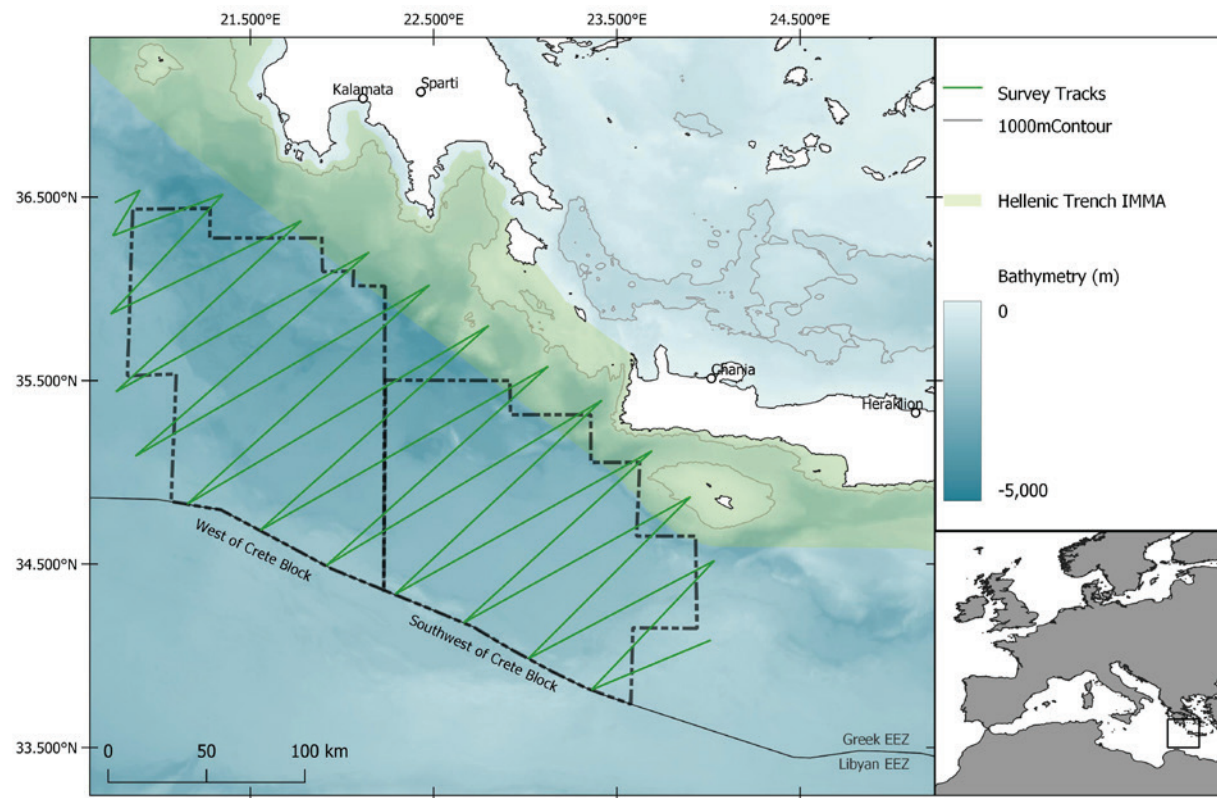 21.500°E
22.500°E
23.500°E
24.500°E
36.500°N
35.500°N
34.500°N
33.500°N
Kalamata
Sparti
Chania
Heraklion
West of Crete Block
Southwest of Crete Block
Greek EEZ
Libyan EEZ
0 50 100 km
Survey Tracks
1000mContour
Hellenic Trench IMMA
Bathymetry (m)
0
-5,000